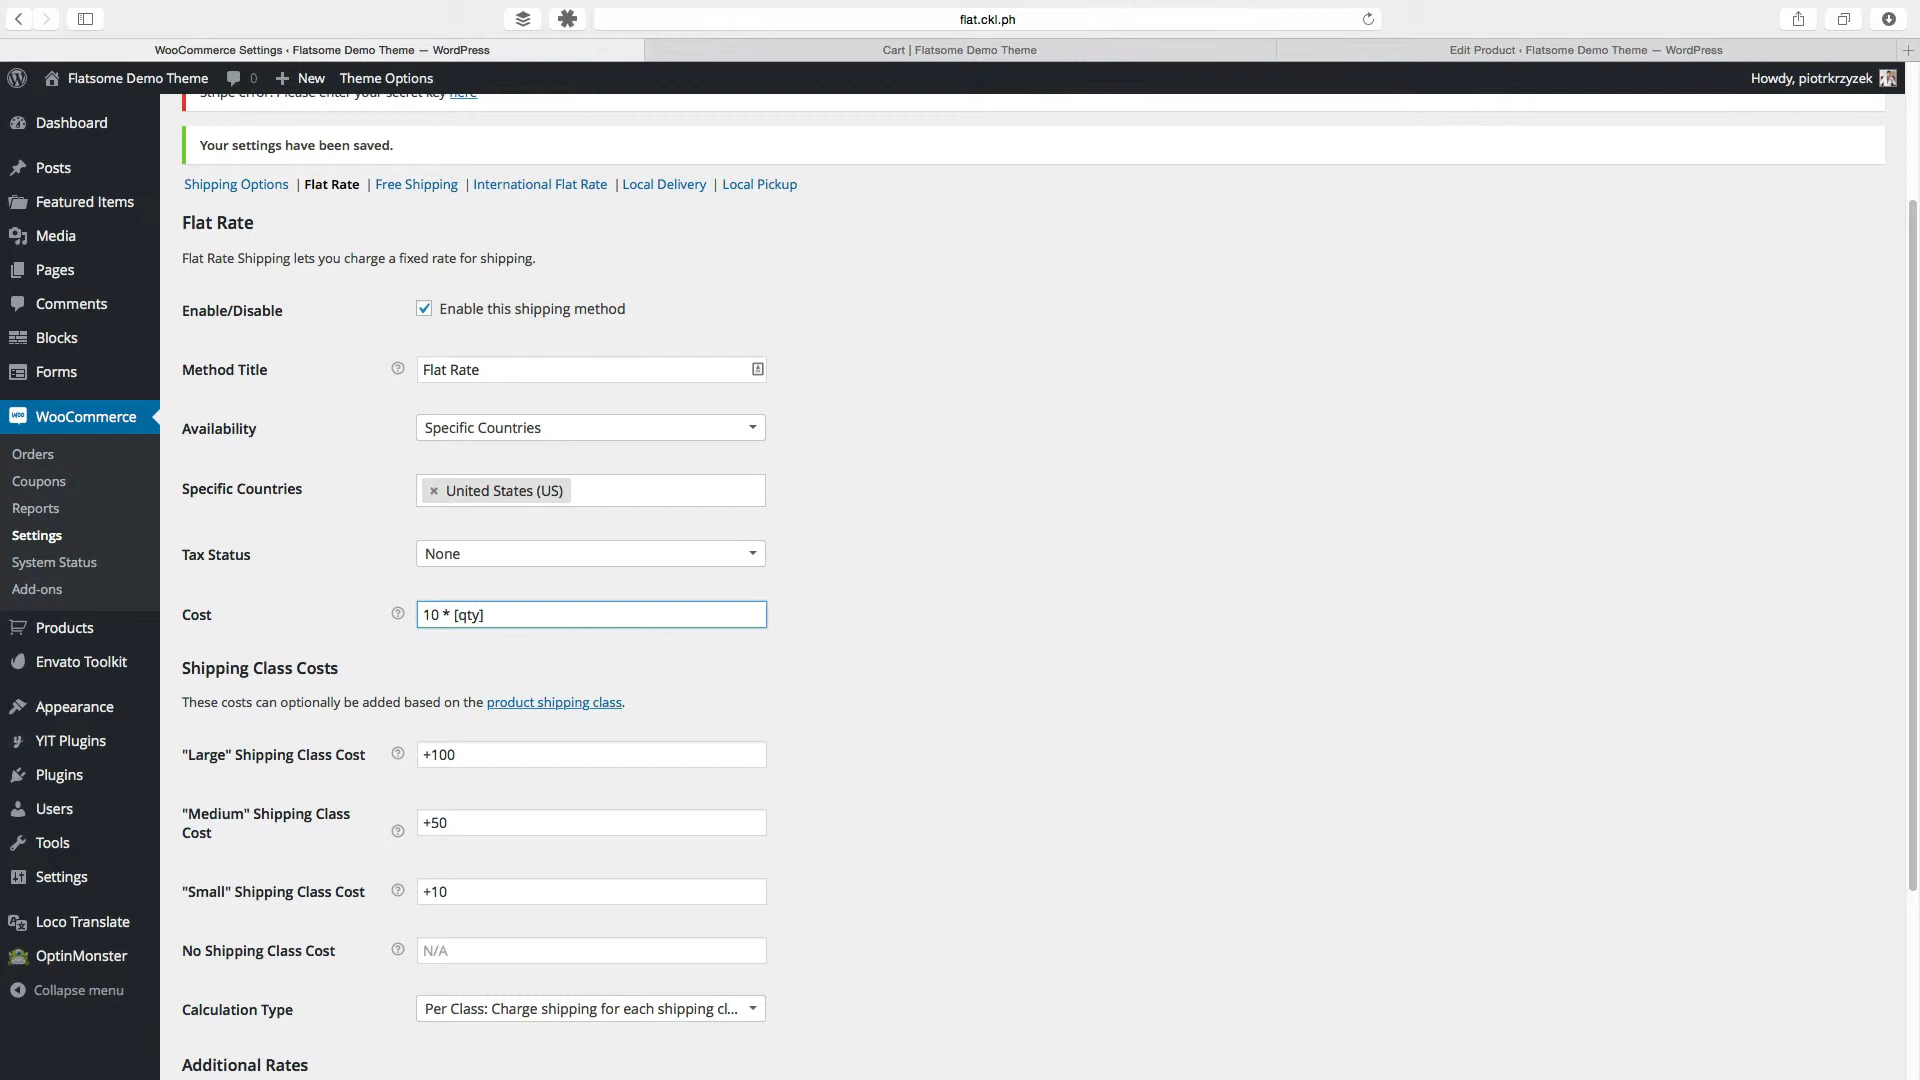 flat.ckl.ph
WooCommerce Settings ‹ Flatsome Demo Theme — WordPress
Cart | Flatsome Demo Theme
Edit Product ‹ Flatsome Demo Theme — WordPress
Flatsome Demo Theme
0
New
Theme Options
Howdy, piotrkrzyzek
Dashboard
Posts
Featured Items
Media
Pages
Comments
Blocks
Forms
WooCommerce
Orders
Coupons
Reports
Settings
System Status
Add-ons
Products
Envato Toolkit
Appearance
YIT Plugins
Plugins
Users
Tools
Settings
Loco Translate
OptinMonster
Collapse menu
Stripe error: Please enter your secret key here
Your settings have been saved.
Shipping Options | Flat Rate | Free Shipping | International Flat Rate | Local Delivery | Local Pickup
Flat Rate
Flat Rate Shipping lets you charge a fixed rate for shipping.
Enable/Disable
Enable this shipping method
Method Title
Flat Rate
Availability
Specific Countries
Specific Countries
× United States (US)
Tax Status
None
Cost
10 * [qty]
Shipping Class Costs
These costs can optionally be added based on the product shipping class.
"Large" Shipping Class Cost
+100
"Medium" Shipping Class
Cost
+50
"Small" Shipping Class Cost
+10
No Shipping Class Cost
N/A
Calculation Type
Per Class: Charge shipping for each shipping cl...
Additional Rates